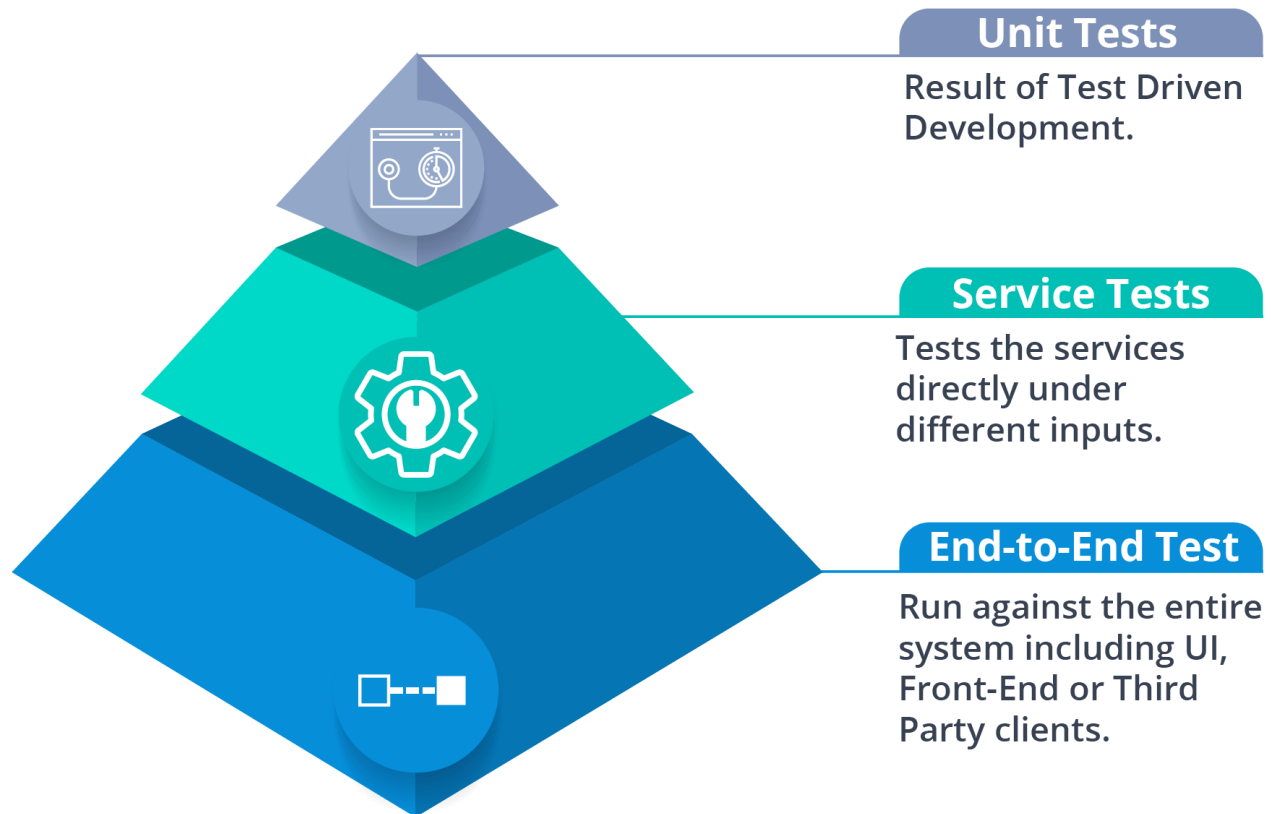 Unit Tests
Result of Test Driven
Development.
Service Tests
Tests the services
directly under
different inputs.
End-to-End Test
Run against the entire
system including UI,
Front-End or Third
Party clients.